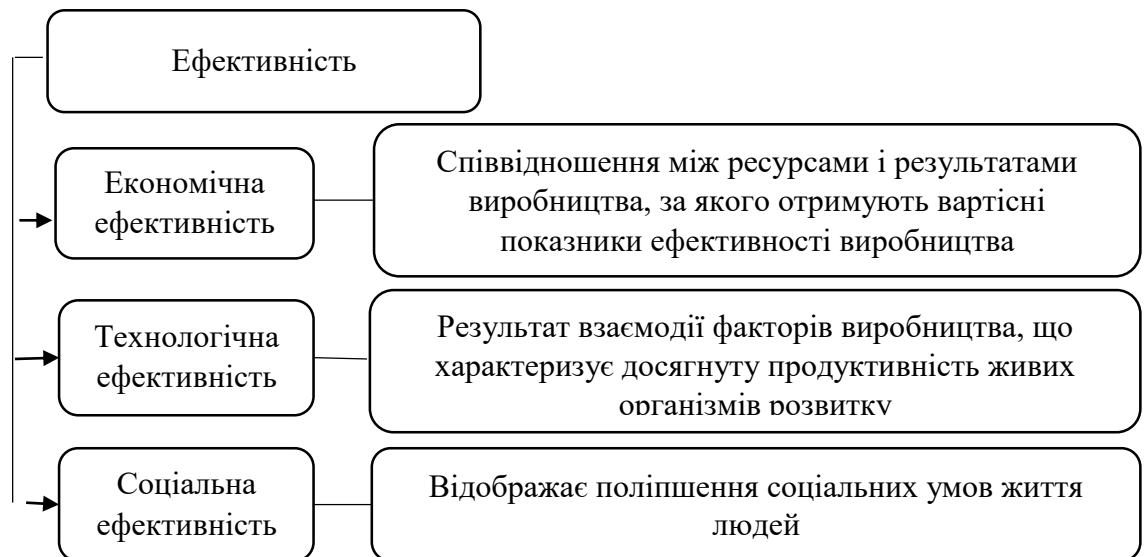 Ефективність
Економічна
ефективність
Співвідношення між ресурсами і результатами
виробництва, за якого отримують вартісні
показники ефективності виробництва
Технологічна
ефективність
Результат взаємодії факторів виробництва, що
характеризує досягнуту продуктивність живих
організмів розвитку
Соціальна
ефективність
Відображає поліпшення соціальних умов життя
людей